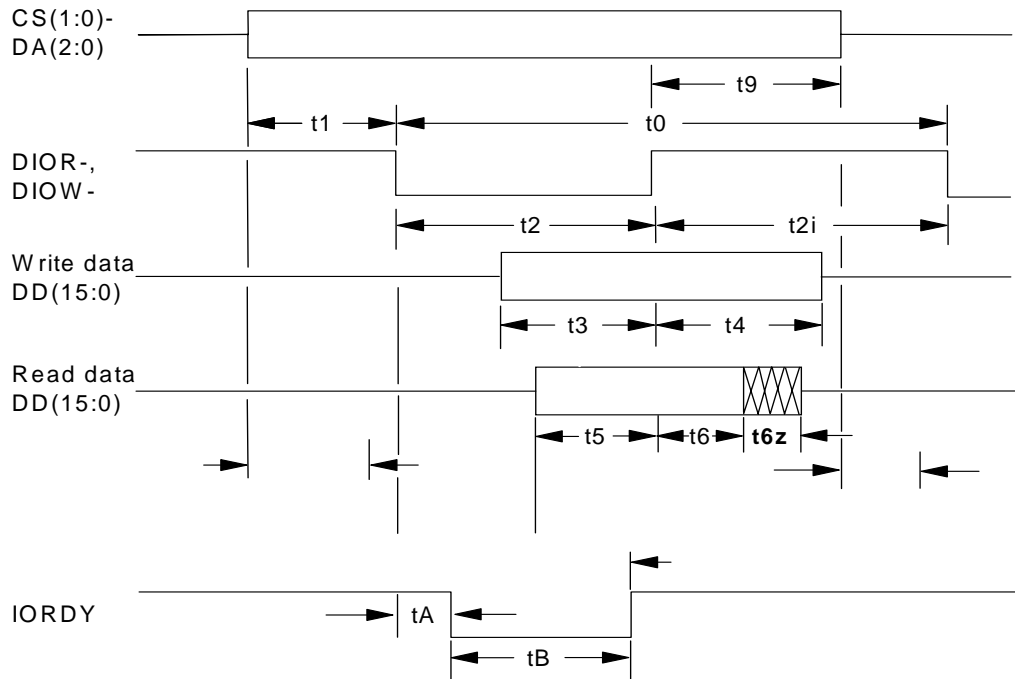 CS(1:0)-
DA(2:0)
t9
t1
t0
DIOR-,
DIOW-
t2
t2i
Write data
DD(15:0)
t3
t4
Read data
DD(15:0)
t5
t6
t6z
IORDY
tA
tB